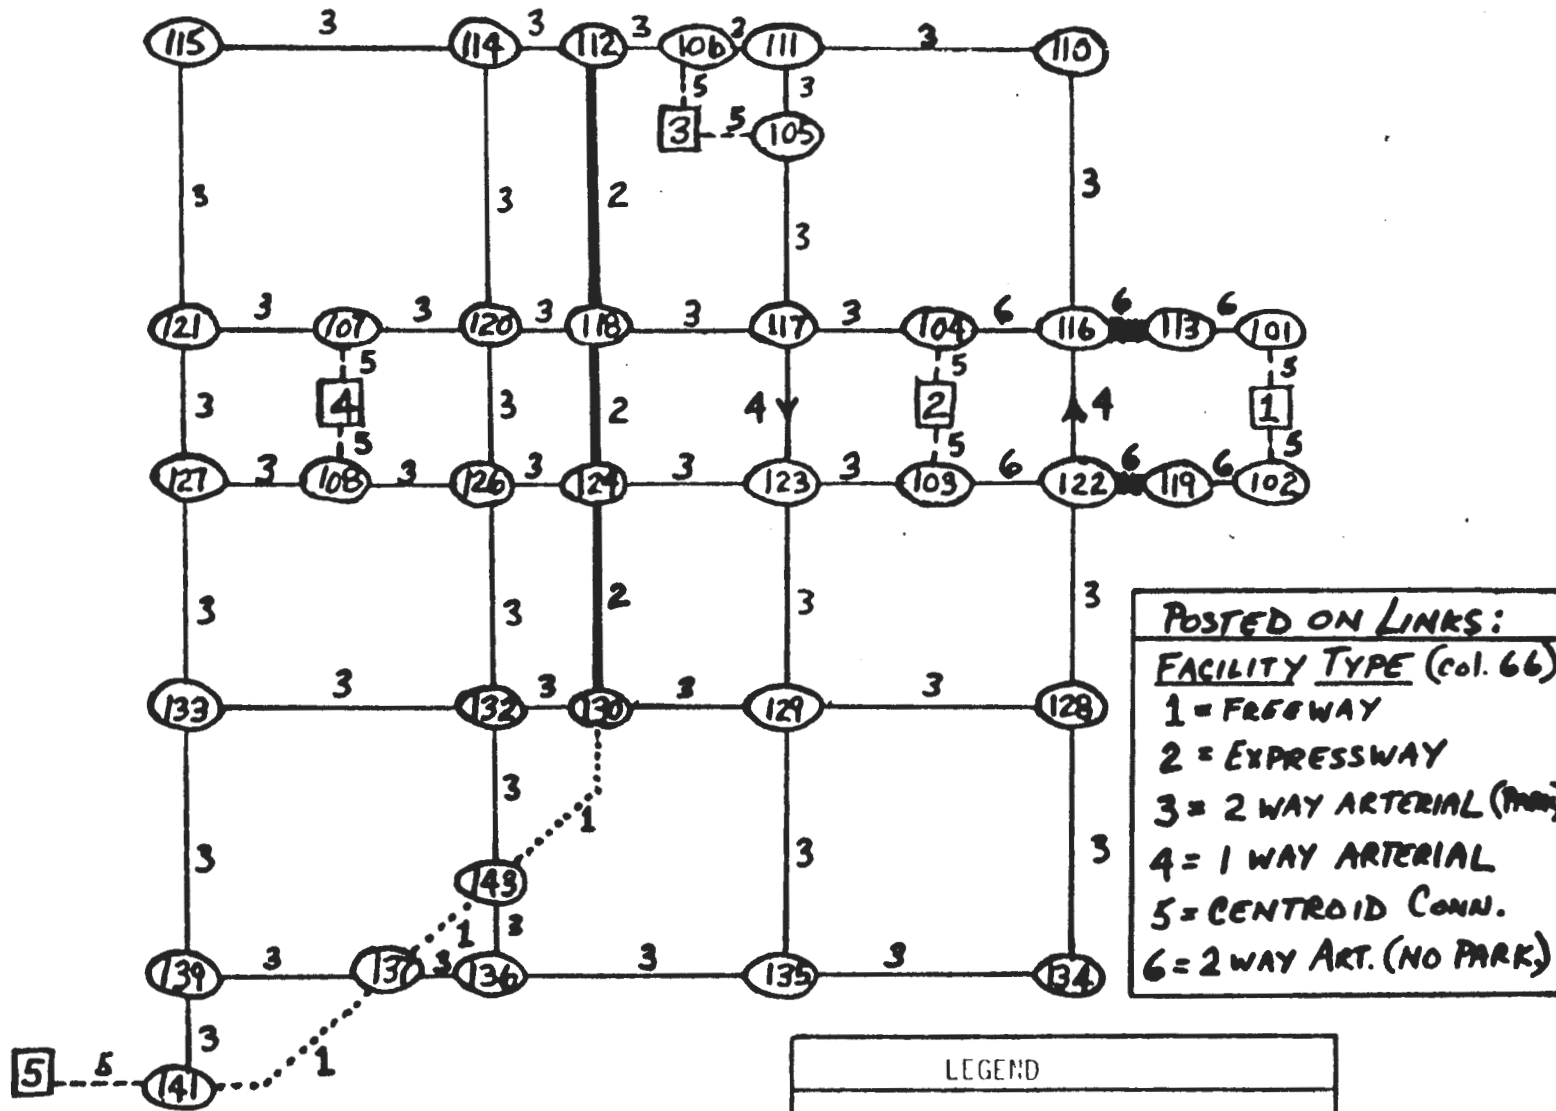 115 3 114 3 112 3 106 2 111 3 110
5 3
3 5 105
3 3 2 3 3
121 3 107 3 120 3 118 3 117 3 104 6 116 6 113 6 101
5 5 5
3 4 3 2 4 2 4 1
5 5 5
127 3 108 3 126 3 124 3 123 3 103 6 122 6 119 6 102
3 3 2 3 3
133 3 132 3 130 3 129 3 128
3 1
3 3 3
143
1 3
139 3 137 3 136 3 135 3 134
3 1
5 5 141
POSTED ON LINKS:
FACILITY TYPE (col. 66)
1 = FREEWAY
2 = EXPRESSWAY
3 = 2 WAY ARTERIAL (PARK)
4 = 1 WAY ARTERIAL
5 = CENTROID CONN.
6 = 2 WAY ART. (NO PARK.)
LEGEND